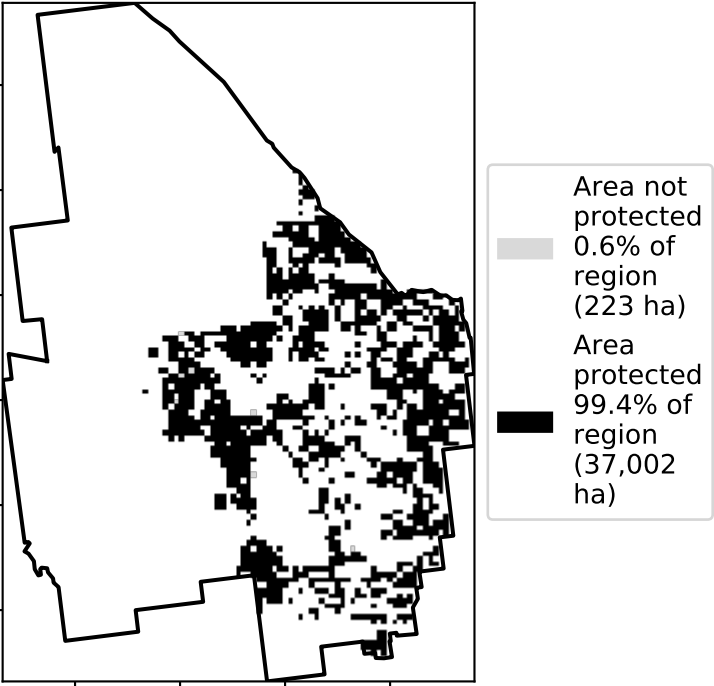 Area not
protected
0.6% of
region
(223 ha)
Area
protected
99.4% of
region
(37,002
ha)